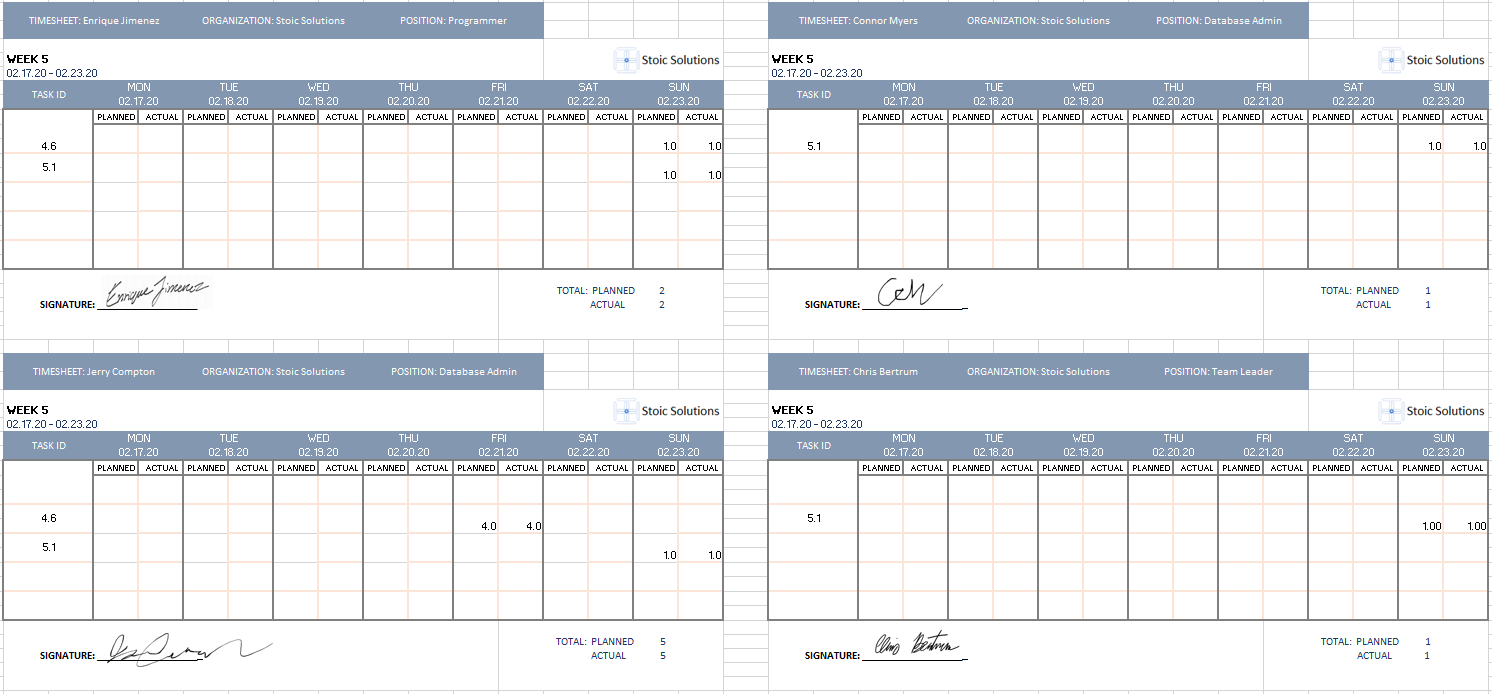 TIMESHEET: Enrique Jimenez ORGANIZATION: Stoic Solutions POSITION: Programmer
WEEK 5 Stoic Solutions
02.17.20 - 02.23.20
TASK ID MON TUE WED THU FRI SAT SUN
02.17.20 02.18.20 02.19.20 02.20.20 02.21.20 02.22.20 02.23.20
PLANNED ACTUAL PLANNED ACTUAL PLANNED ACTUAL PLANNED ACTUAL PLANNED ACTUAL PLANNED ACTUAL PLANNED ACTUAL
4.6 1.0 1.0
5.1 1.0 1.0
Enrique Jimenez
TOTAL: PLANNED 2
SIGNATURE: ACTUAL 2
TIMESHEET: Connor Myers ORGANIZATION: Stoic Solutions POSITION: Database Admin
WEEK 5 Stoic Solutions
02.17.20 - 02.23.20
TASK ID MON TUE WED THU FRI SAT SUN
02.17.20 02.18.20 02.19.20 02.20.20 02.21.20 02.22.20 02.23.20
PLANNED ACTUAL PLANNED ACTUAL PLANNED ACTUAL PLANNED ACTUAL PLANNED ACTUAL PLANNED ACTUAL PLANNED ACTUAL
5.1 1.0 1.0
TOTAL: PLANNED 1
SIGNATURE: ACTUAL 1
TIMESHEET: Jerry Compton ORGANIZATION: Stoic Solutions POSITION: Database Admin
WEEK 5 Stoic Solutions
02.17.20 - 02.23.20
TASK ID MON TUE WED THU FRI SAT SUN
02.17.20 02.18.20 02.19.20 02.20.20 02.21.20 02.22.20 02.23.20
PLANNED ACTUAL PLANNED ACTUAL PLANNED ACTUAL PLANNED ACTUAL PLANNED ACTUAL PLANNED ACTUAL PLANNED ACTUAL
4.6 4.0 4.0
5.1 1.0 1.0
TOTAL: PLANNED 5
SIGNATURE: ACTUAL 5
TIMESHEET: Chris Bertrum ORGANIZATION: Stoic Solutions POSITION: Team Leader
WEEK 5 Stoic Solutions
02.17.20 - 02.23.20
TASK ID MON TUE WED THU FRI SAT SUN
02.17.20 02.18.20 02.19.20 02.20.20 02.21.20 02.22.20 02.23.20
PLANNED ACTUAL PLANNED ACTUAL PLANNED ACTUAL PLANNED ACTUAL PLANNED ACTUAL PLANNED ACTUAL PLANNED ACTUAL
5.1 1.00 1.00
Chris Bertrum
TOTAL: PLANNED 1
SIGNATURE: ACTUAL 1